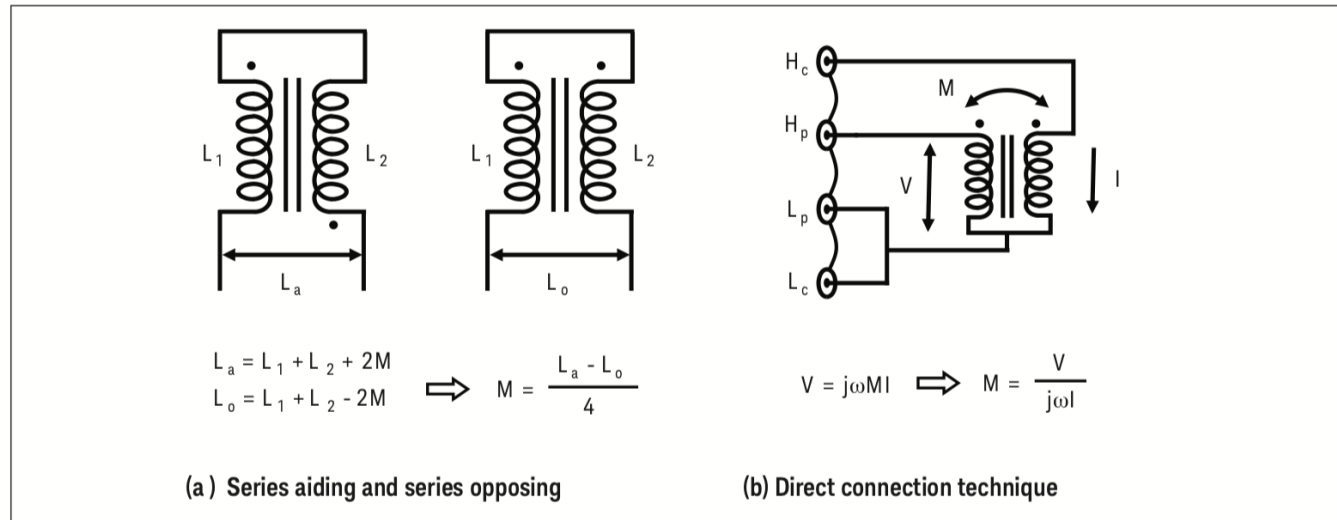 L1 L2
La
L1 L2
Lo
La = L1 + L2 + 2M
Lo = L1 + L2 - 2M
M = La - Lo
4
(a ) Series aiding and series opposing
Hc
M
Hp
V I
Lp
Lc
V = jωMI M = V
jωI
(b) Direct connection technique